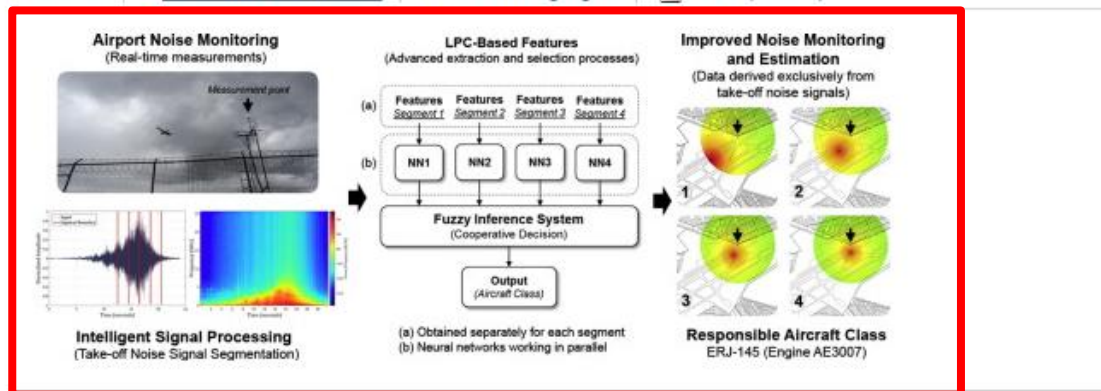 Airport Noise Monitoring
(Real-time measurements)
Measurement point
Intelligent Signal Processing
(Take-off Noise Signal Segmentation)
LPC-Based Features
(Advanced extraction and selection processes)
(a)
Features Features Features Features
Segment 1 Segment 2 Segment 3 Segment 4
(b)
NN1 NN2 NN3 NN4
Fuzzy Inference System
(Cooperative Decision)
Output
(Aircraft Class)
(a) Obtained separately for each segment
(b) Neural networks working in parallel
Improved Noise Monitoring
and Estimation
(Data derived exclusively from
take-off noise signals)
1 2
3 4
Responsible Aircraft Class
ERJ-145 (Engine AE3007)